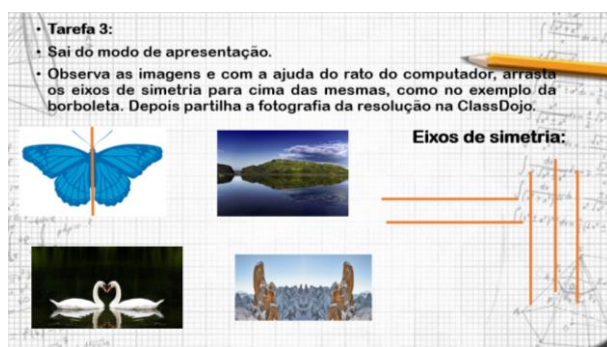 • Tarefa 3:
• Sai do modo de apresentação.
• Observa as imagens e com a ajuda do rato do computador, arrasta
os eixos de simetria para cima das mesmas, como no exemplo da
borboleta. Depois partilha a fotografia da resolução na ClassDojo.
Eixos de simetria: